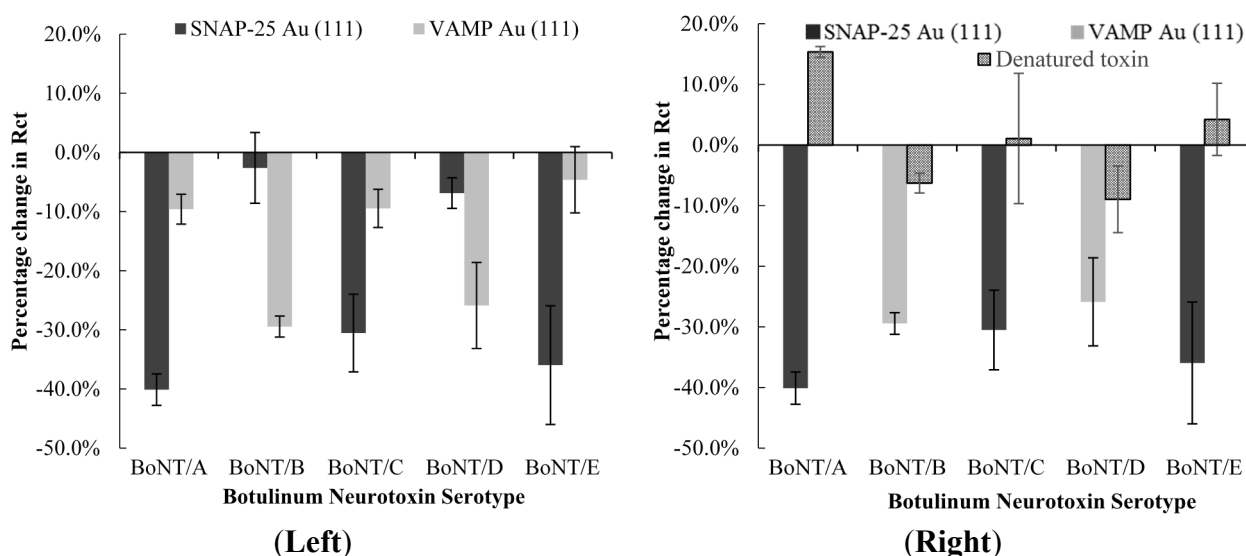 SNAP-25 Au (111) VAMP Au (111)
20.0%
10.0%
0.0%
-10.0%
-20.0%
-30.0%
-40.0%
-50.0%
Percentage change in Rct
BoNT/A BoNT/B BoNT/C BoNT/D BoNT/E
Botulinum Neurotoxin Serotype
(Left)
SNAP-25 Au (111) VAMP Au (111)
Denatured toxin
20.0%
10.0%
0.0%
-10.0%
-20.0%
-30.0%
-40.0%
-50.0%
Percentage change in Rct
BoNT/A BoNT/B BoNT/C BoNT/D BoNT/E
Botulinum Neurotoxin Serotype
(Right)